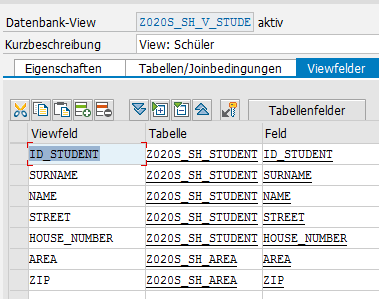 Datenbank-View Z020S_SH_V_STUDE aktiv
Kurzbeschreibung View: Schüler
Eigenschaften Tabellen/Joinbedingungen Viewfelder
Tabellenfelder
Viewfeld Tabelle Feld
ID_STUDENT Z020S_SH_STUDENT ID_STUDENT
SURNAME Z020S_SH_STUDENT SURNAME
NAME Z020S_SH_STUDENT NAME
STREET Z020S_SH_STUDENT STREET
HOUSE_NUMBER Z020S_SH_STUDENT HOUSE_NUMBER
AREA Z020S_SH_AREA AREA
ZIP Z020S_SH_AREA ZIP